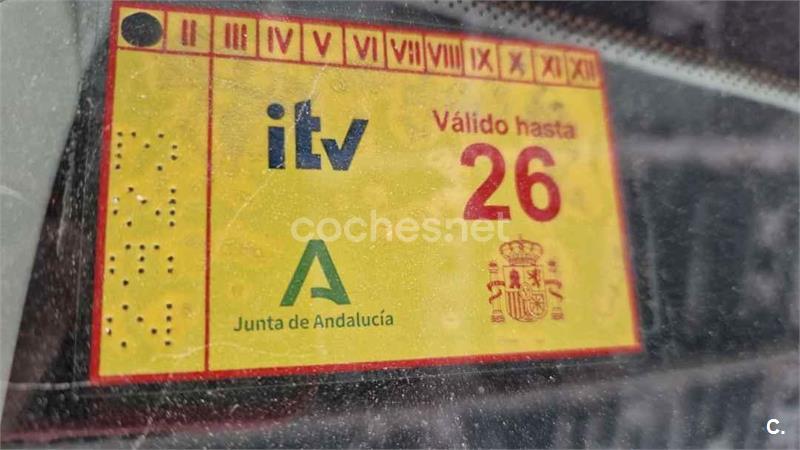 II III IV V VI VII VIII IX X XI XII
itv
Válido hasta
26
coches.net
Junta de Andalucía
C.